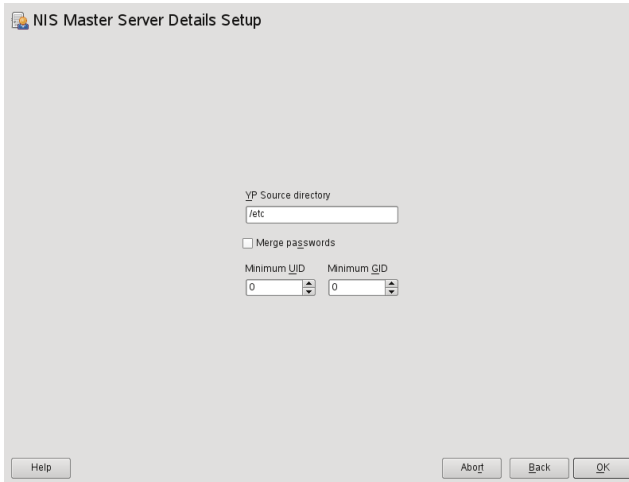 NIS Master Server Details Setup
YP Source directory
/etc
Merge passwords
Minimum UID Minimum GID
0 0
Help Abort Back OK